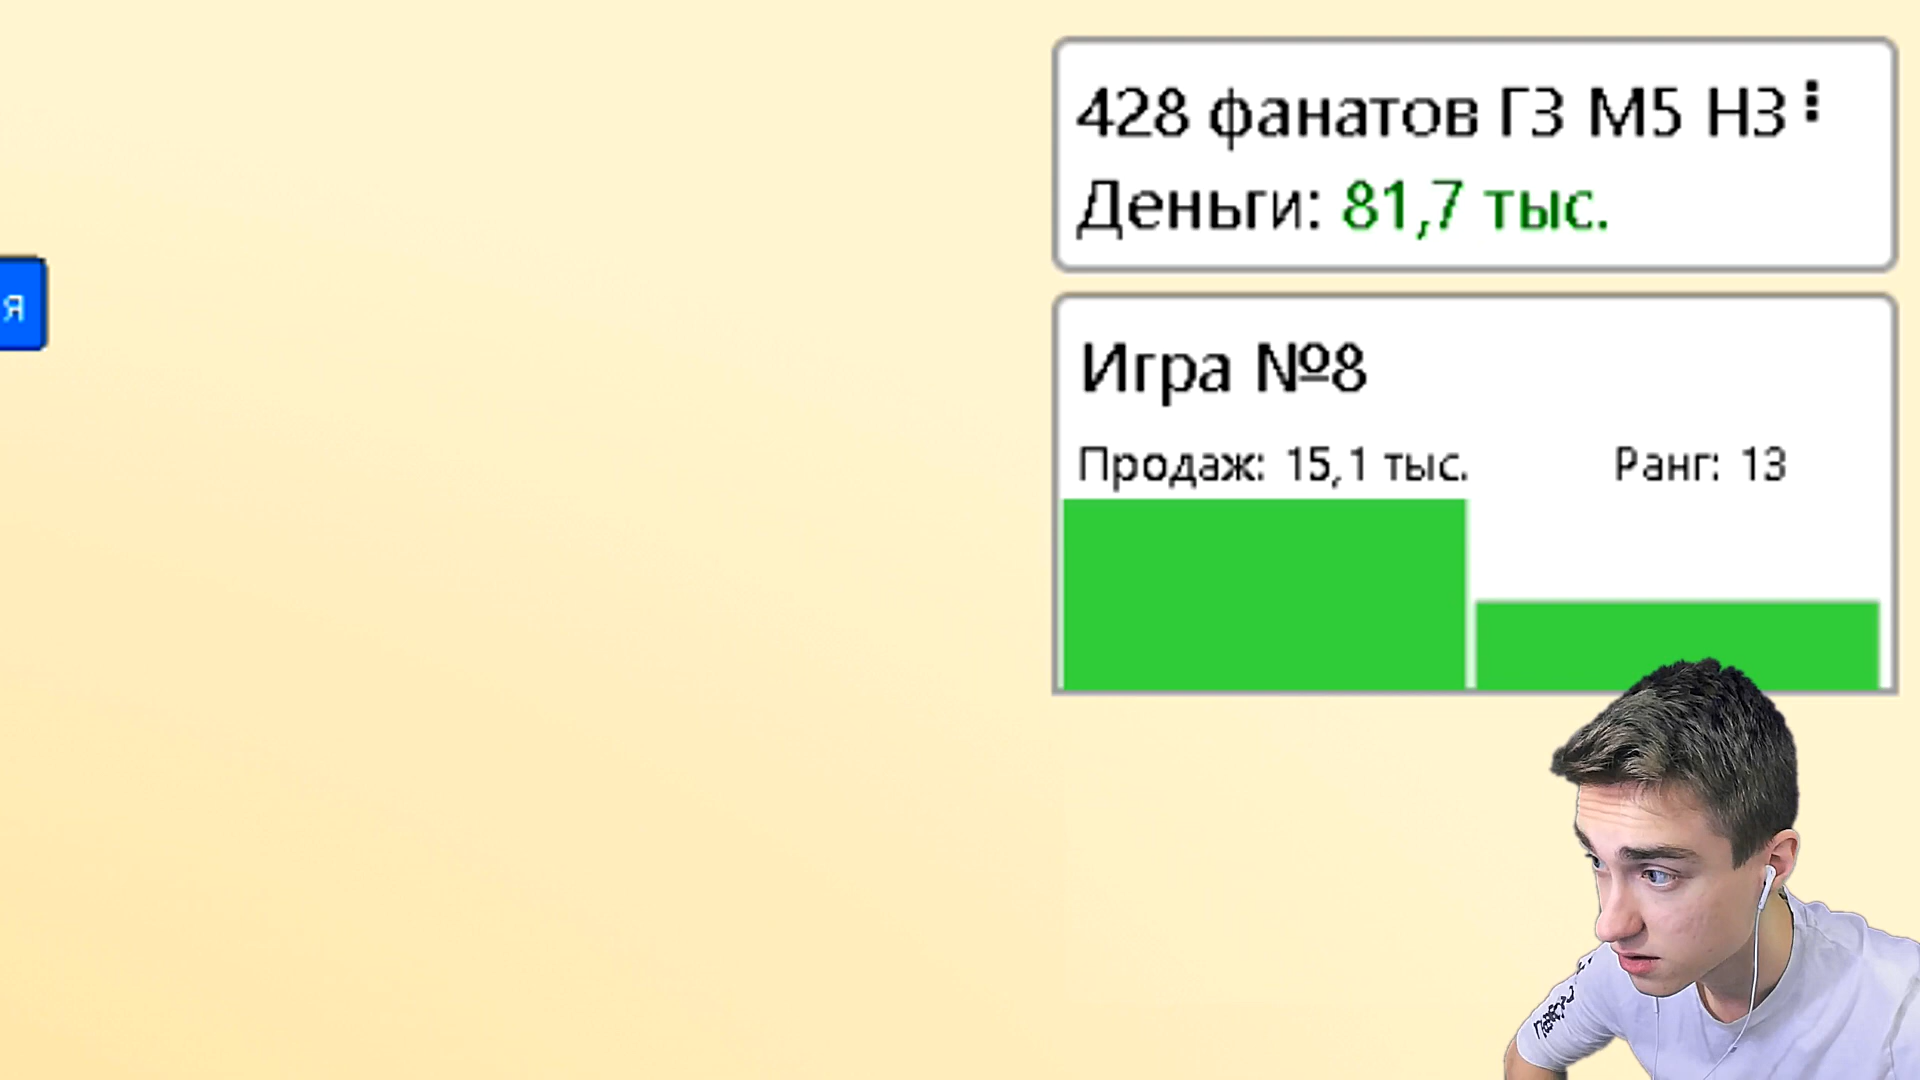 428 фанатов Г3 М5 Н3
Деньги: 81,7 тыс.
я
Игра №8
Продаж: 15,1 тыс. Ранг: 13